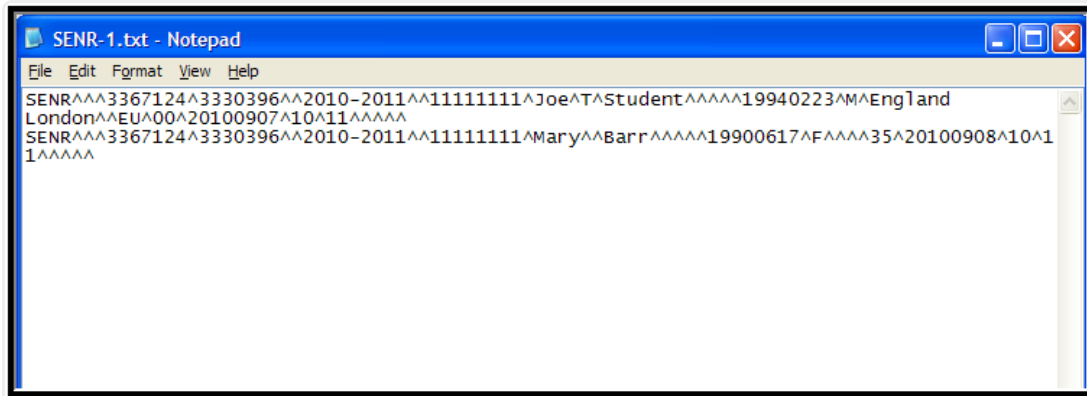 SENR-1.txt - Notepad
File Edit Format View Help
SENR^^^3367124^3330396^^2010-2011^^11111111^Joe^T^Student^^^^^19940223^M^England
London^^EU^00^20100907^10^11^^^^^
SENR^^^3367124^3330396^^2010-2011^^11111111^Mary^^Barr^^^^^19900617^F^^^^35^20100908^10^1
1^^^^^